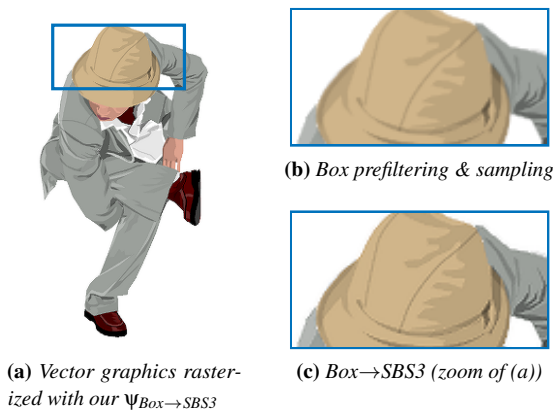 (b) Box prefiltering & sampling
(a) Vector graphics raster-
ized with our ψBox→SBS3
(c) Box→SBS3 (zoom of (a))